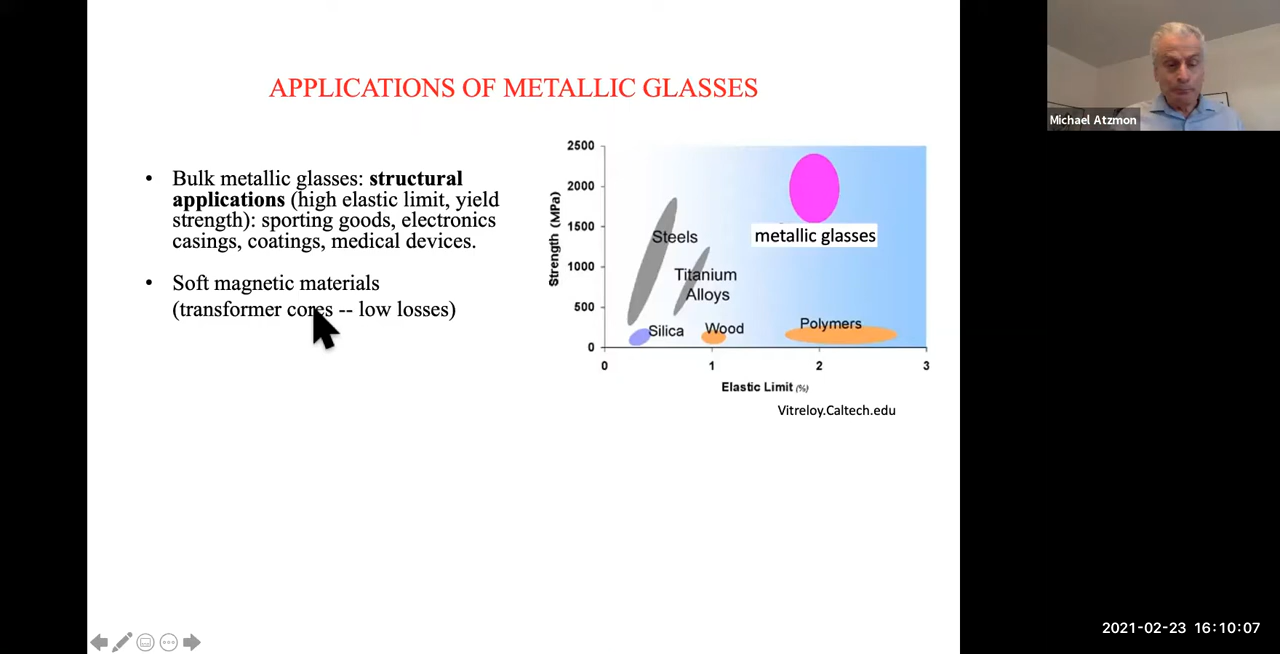 APPLICATIONS OF METALLIC GLASSES
• Bulk metallic glasses: structural
applications (high elastic limit, yield
strength): sporting goods, electronics
casings, coatings, medical devices.
• Soft magnetic materials
(transformer cores -- low losses)
2500
2000
1500
1000
500
0
Strength (MPa)
metallic glasses
Steels
Titanium
Alloys
Silica
Wood
Polymers
0 1 2 3
Elastic Limit (%)
Vitreloy.Caltech.edu
Michael Atzmon
2021-02-23 16:10:07